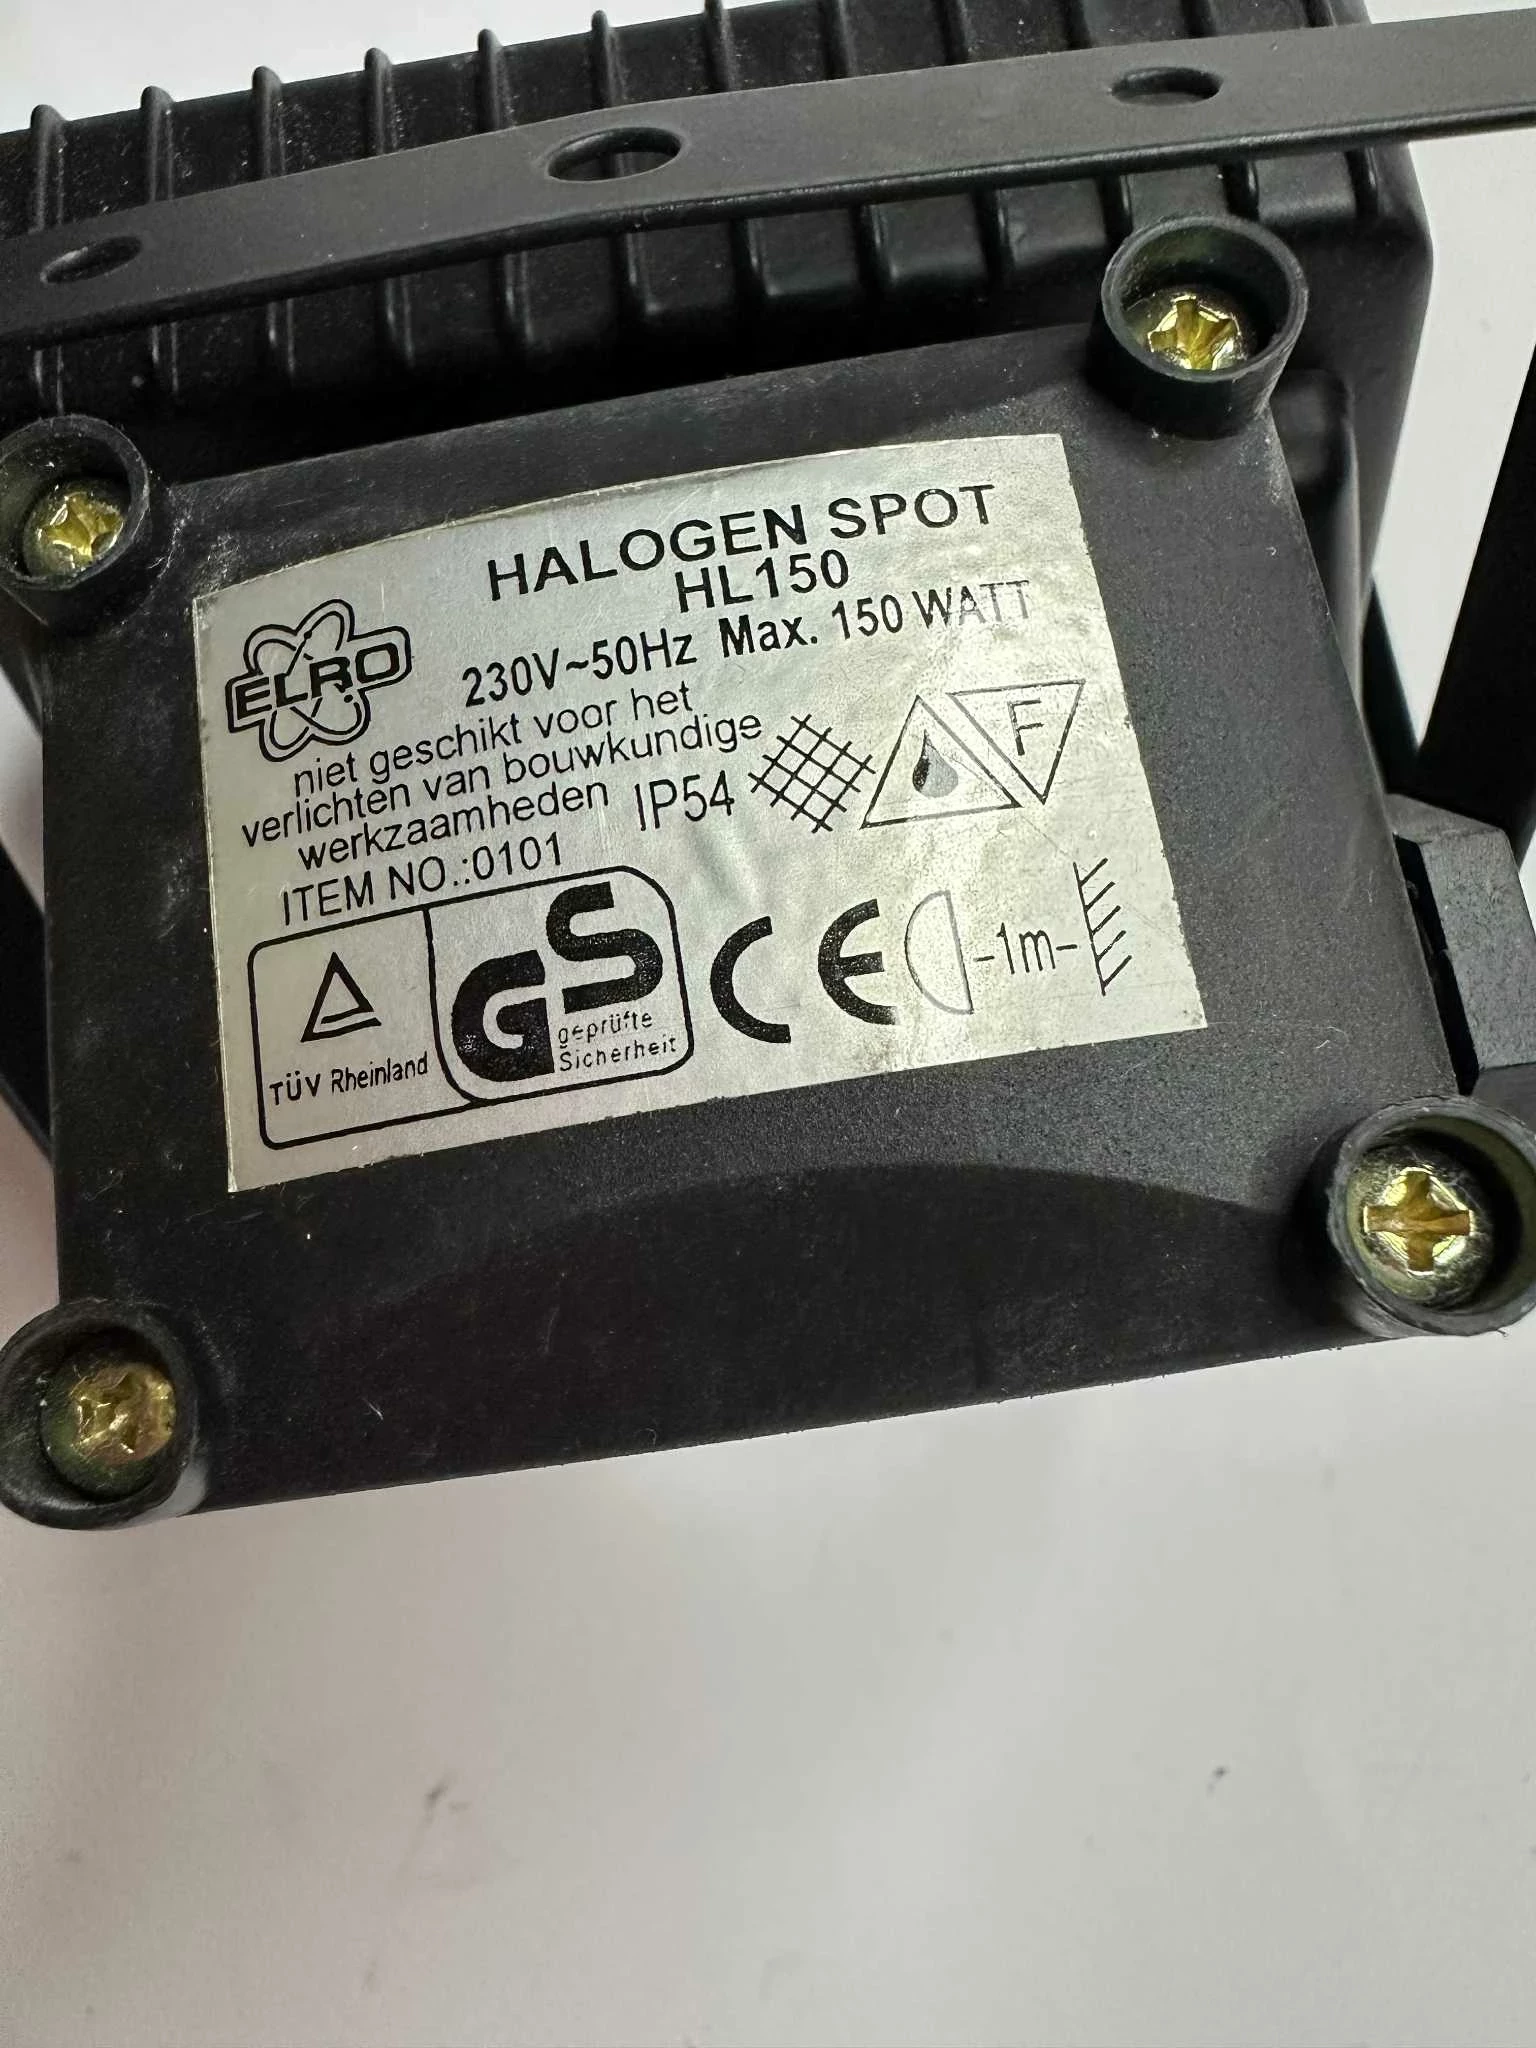 HALOGEN SPOT
HL150
ELRO
230V~50Hz Max. 150 WATT
niet geschikt voor het
verlichten van bouwkundige
werkzaamheden
IP54
F
ITEM NO.:0101
TÜV Rheinland
GS
geprüfte
Sicherheit
CE
-1m-